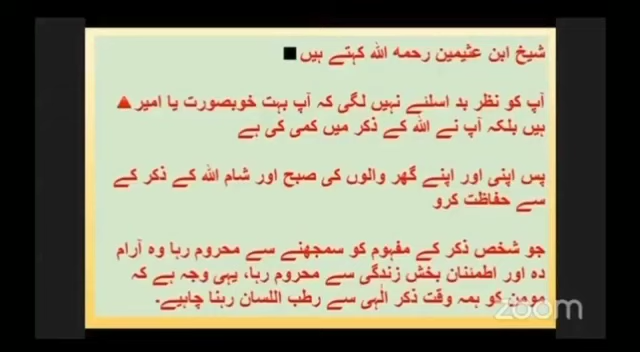 شیخ ابن عثیمین رحمہ اللہ کہتے ہیں
آپ کو نظر بد اسلئے نہیں لگی کہ آپ بہت خوبصورت یا امیر
ہیں بلکہ آپ نے اللہ کے ذکر میں کمی کی ہے
پس اپنی اور اپنے گھر والوں کی صبح اور شام اللہ کے ذکر کے
سے حفاظت کرو
جو شخص ذکر کے مفہوم کو سمجھنے سے محروم رہا وہ آرام
دہ اور اطمئنان بخش زندگی سے محروم رہا، یہی وجہ ہے کہ
مومن کو ہمہ وقت ذکر الٰہی سے رطب اللسان رہنا چاہیے۔
zoom